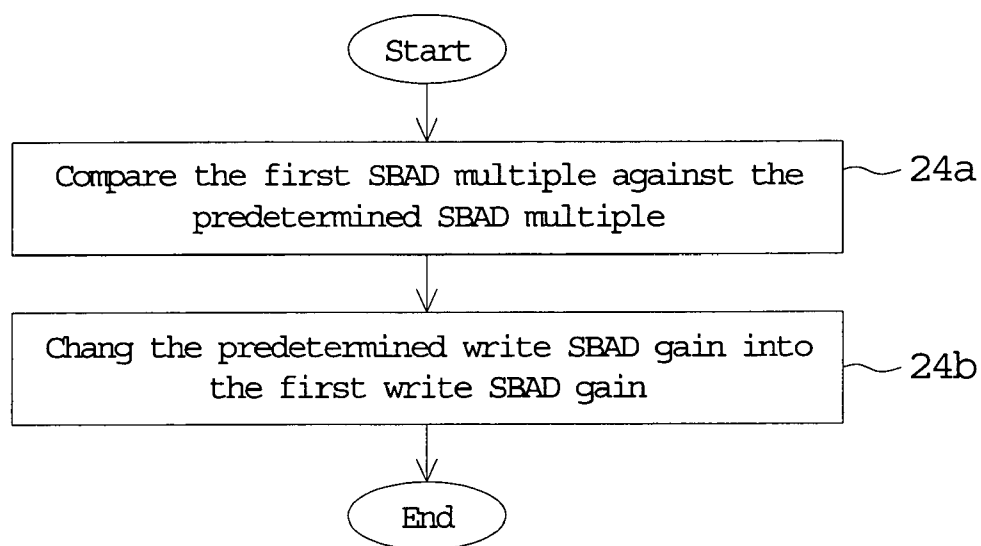 Start
Compare the first SBAD multiple against the
predetermined SBAD multiple
24a
Chang the predetermined write SBAD gain into
the first write SBAD gain
24b
End